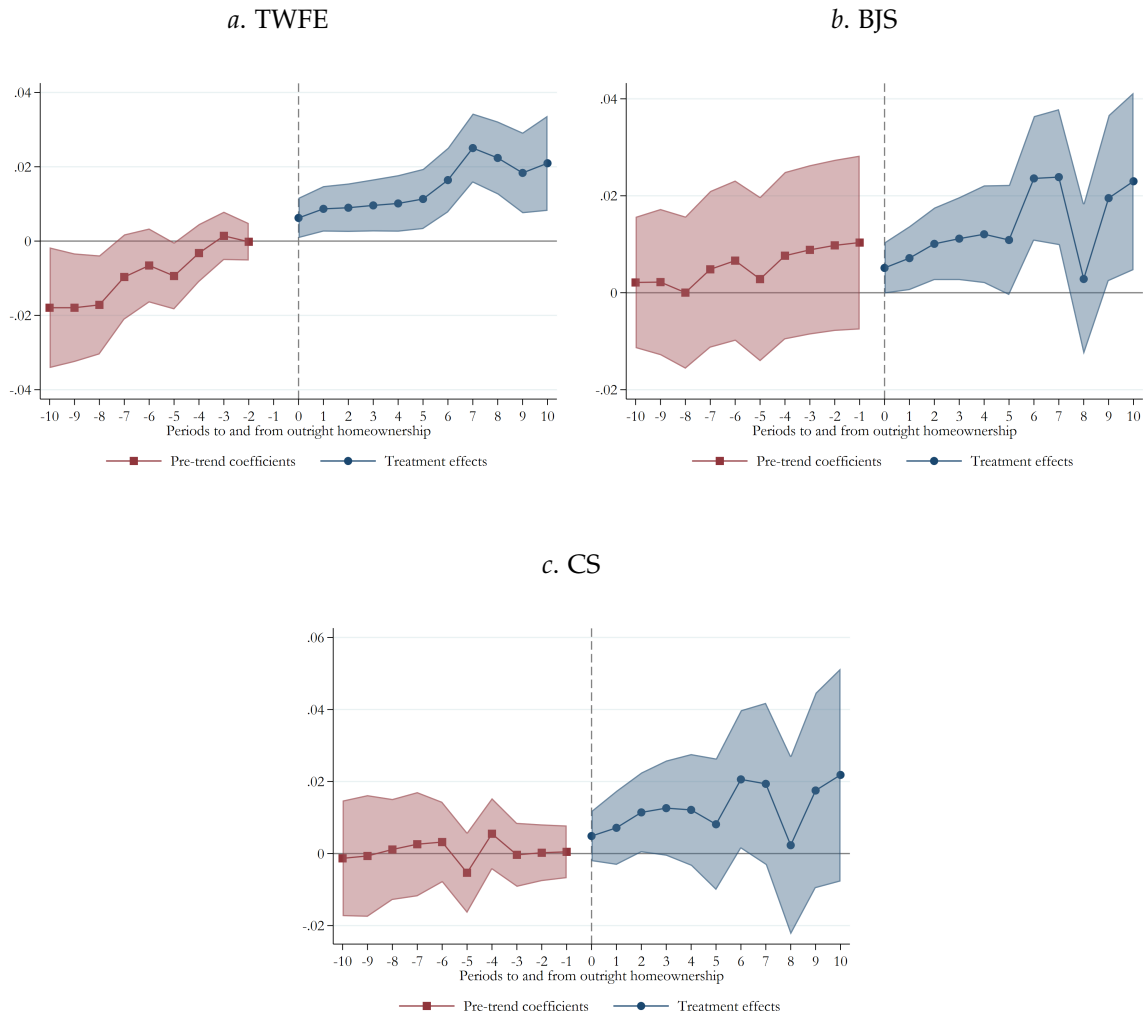 a. TWFE
.04
.02
0
-.02
-.04
-10 -9 -8 -7 -6 -5 -4 -3 -2 -1 0 1 2 3 4 5 6 7 8 9 10
Periods to and from outright homeownership
Pre-trend coefficients Treatment effects
b. BJS
.04
.02
0
-.02
-10 -9 -8 -7 -6 -5 -4 -3 -2 -1 0 1 2 3 4 5 6 7 8 9 10
Periods to and from outright homeownership
Pre-trend coefficients Treatment effects
c. CS
.06
.04
.02
0
-.02
-10 -9 -8 -7 -6 -5 -4 -3 -2 -1 0 1 2 3 4 5 6 7 8 9 10
Periods to and from outright homeownership
Pre-trend coefficients Treatment effects